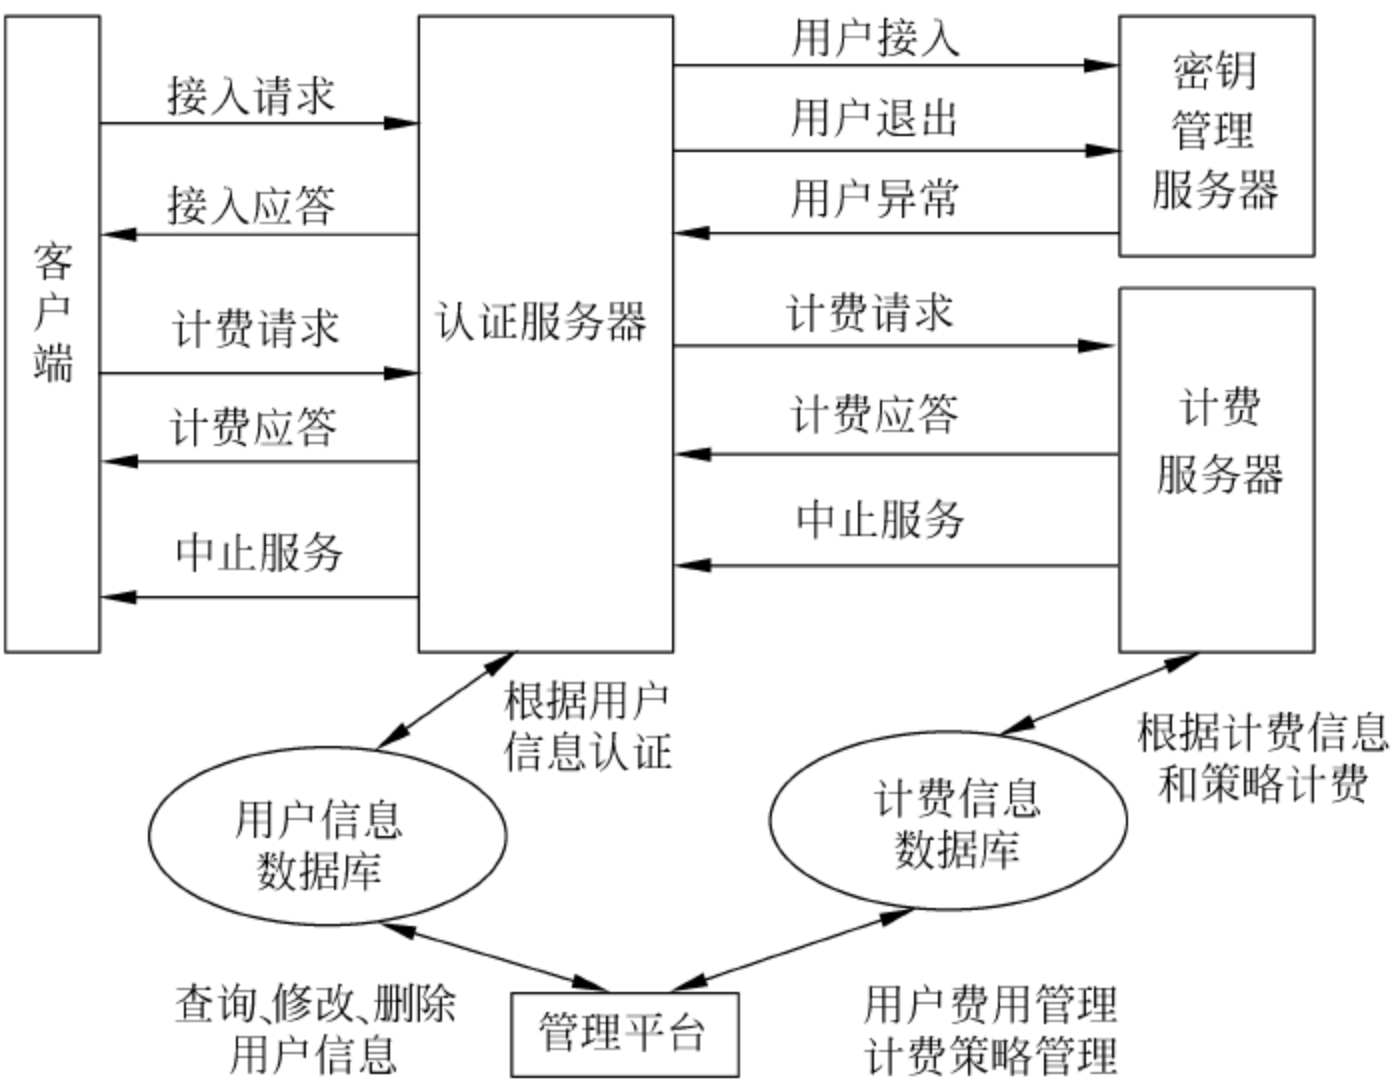 用户接入
接入请求
用户退出
密钥
管理
服务器
接入应答
用户异常
客
户
端
计费请求
认证服务器
计费请求
计费应答
计费应答
计费
服务器
中止服务
中止服务
根据用户
信息认证
根据计费信息
和策略计费
用户信息
数据库
计费信息
数据库
查询、修改、删除
用户信息
管理平台
用户费用管理
计费策略管理